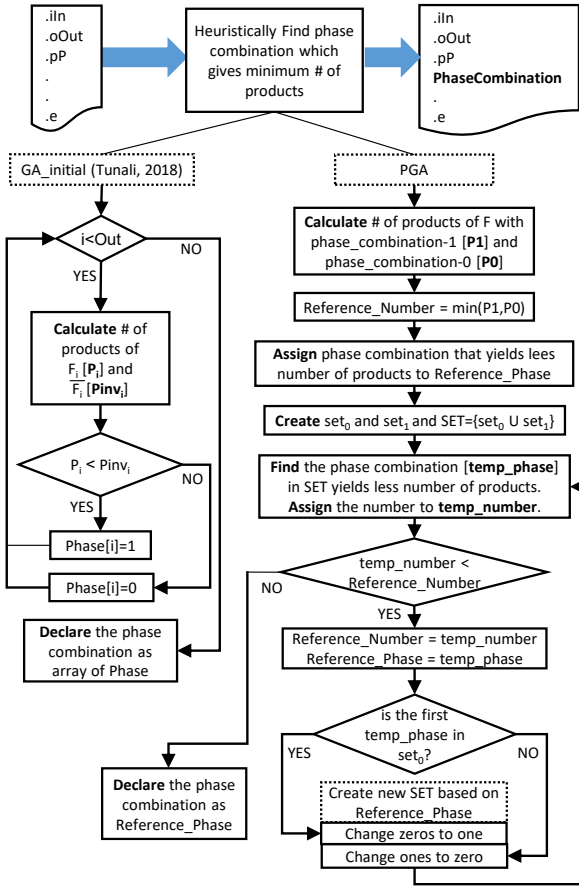 .iIn
.oOut
.pP
.
.
.e
Heuristically Find phase
combination which
gives minimum # of
products
.iIn
.oOut
.pP
PhaseCombination
.
.e
GA_initial (Tunali, 2018)
i<Out
NO
YES
Calculate # of
products of
Fi [Pi] and
Fi [Pinvi]
Pi < Pinvi
YES
NO
Phase[i]=1
Phase[i]=0
Declare the phase
combination as
array of Phase
PGA
Calculate # of products of F with
phase_combination-1 [P1] and
phase_combination-0 [P0]
Reference_Number = min(P1,P0)
Assign phase combination that yields lees
number of products to Reference_Phase
Create set0 and set1 and SET={set0 U set1}
Find the phase combination [temp_phase]
in SET yields less number of products.
Assign the number to temp_number.
temp_number <
Reference_Number
NO
YES
Reference_Number = temp_number
Reference_Phase = temp_phase
is the first
temp_phase in
set0?
YES
NO
Declare the phase
combination as
Reference_Phase
Create new SET based on
Reference_Phase
Change zeros to one
Change ones to zero